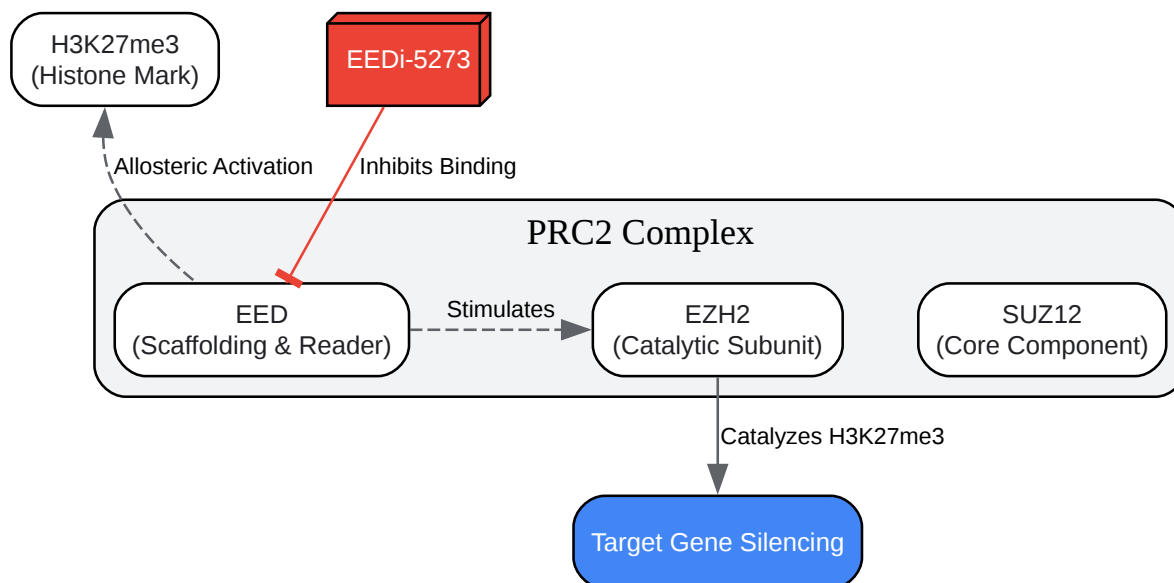 H3K27me3
(Histone Mark)
EEDi-5273
Allosteric Activation
Inhibits Binding
PRC2 Complex
EED
(Scaffolding & Reader)
Stimulates
EZH2
(Catalytic Subunit)
SUZ12
(Core Component)
Catalyzes H3K27me3
Target Gene Silencing